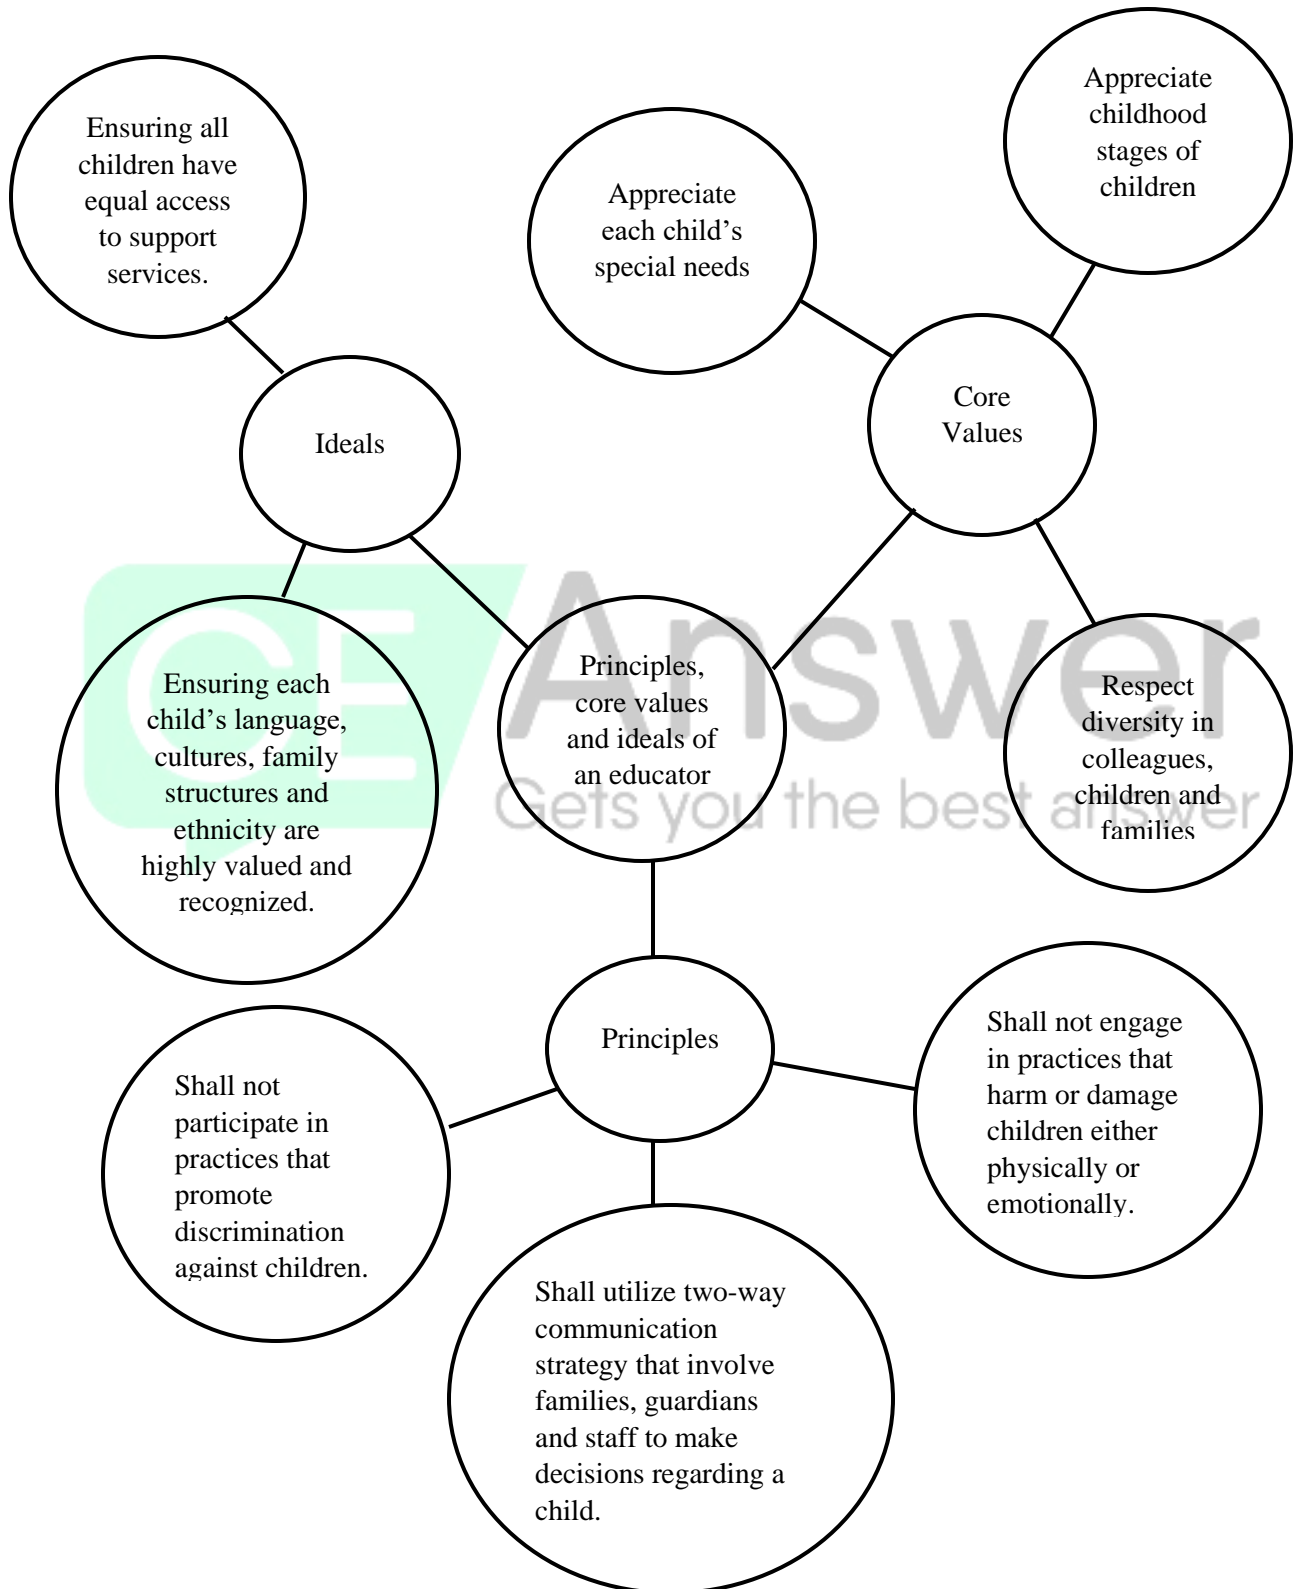 Appreciate
childhood
stages of
children
Ensuring all
children have
equal access
to support
services.
Appreciate
each child’s
special needs
Core
Values
Ideals
Principles,
core values
and ideals of
an educator
Ensuring each
child’s language,
cultures, family
structures and
ethnicity are
highly valued and
recognized.
Respect
diversity in
colleagues,
children and
families
CE Answer
Gets you the best answer
Principles
Shall not engage
in practices that
harm or damage
children either
physically or
emotionally.
Shall not
participate in
practices that
promote
discrimination
against children.
Shall utilize two-way
communication
strategy that involve
families, guardians
and staff to make
decisions regarding a
child.